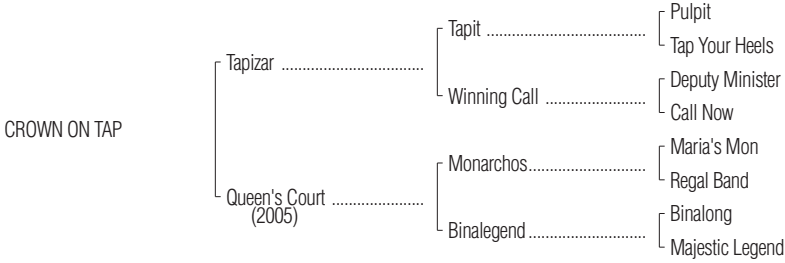 Pulpit
Tapit ......................................
Tap Your Heels
Tapizar ..................................
Deputy Minister
Winning Call ........................
Call Now
CROWN ON TAP
Maria's Mon
Monarchos............................
Regal Band
Queen's Court ......................
(2005)
Binalong
Binalegend............................
Majestic Legend